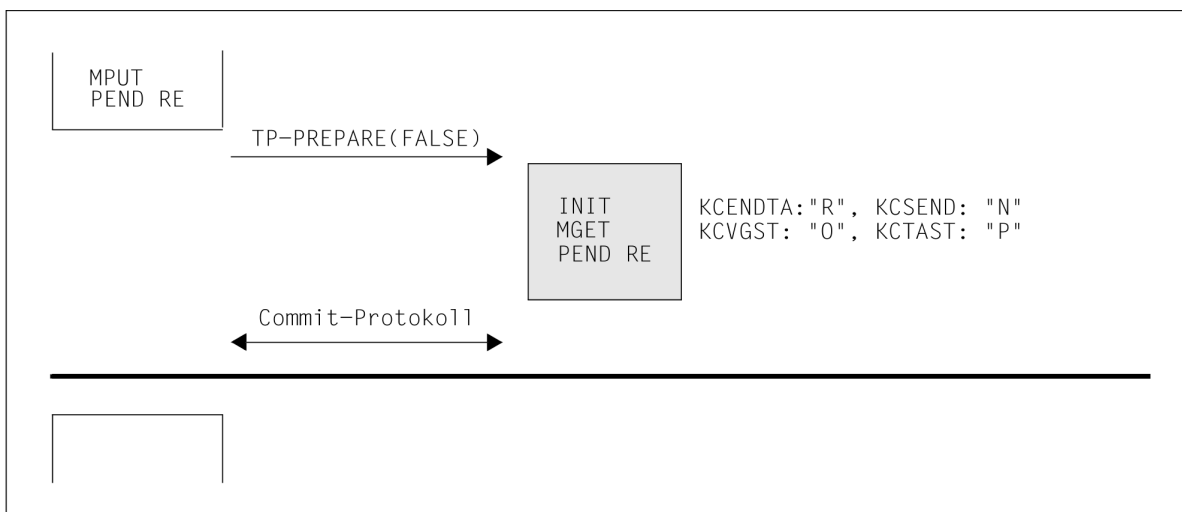 MPUT
PEND RE
TP-PREPARE(FALSE)
INIT
MGET
PEND RE
KCENDTA:"R", KCSEND: "N"
KCVGST: "O", KCTAST: "P"
Commit-Protokoll